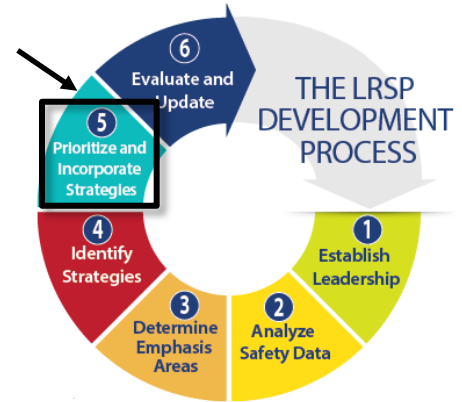 THE LRSP
DEVELOPMENT
PROCESS
1
Establish
Leadership
2
Analyze
Safety Data
3
Determine
Emphasis
Areas
4
Identify
Strategies
5
Prioritize and
Incorporate
Strategies
6
Evaluate and
Update